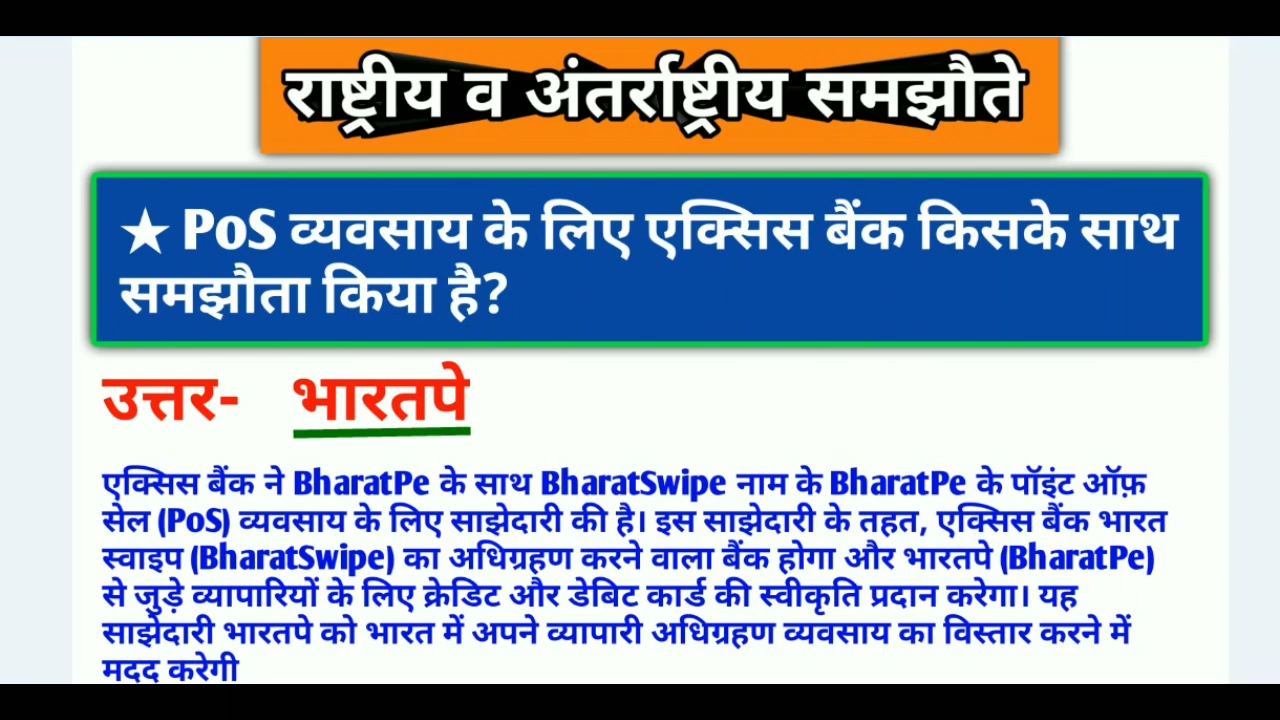 राष्ट्रीय व अंतर्राष्ट्रीय समझौते
★ PoS व्यवसाय के लिए एक्सिस बैंक किसके साथ
समझौता किया है?
उत्तर- भारतपे
एक्सिस बैंक ने BharatPe के साथ BharatSwipe नाम के BharatPe के पॉइंट ऑफ़
सेल (PoS) व्यवसाय के लिए साझेदारी की है। इस साझेदारी के तहत, एक्सिस बैंक भारत
स्वाइप (BharatSwipe) का अधिग्रहण करने वाला बैंक होगा और भारतपे (BharatPe)
से जुड़े व्यापारियों के लिए क्रेडिट और डेबिट कार्ड की स्वीकृति प्रदान करेगा। यह
साझेदारी भारतपे को भारत में अपने व्यापारी अधिग्रहण व्यवसाय का विस्तार करने में
मदद करेगी